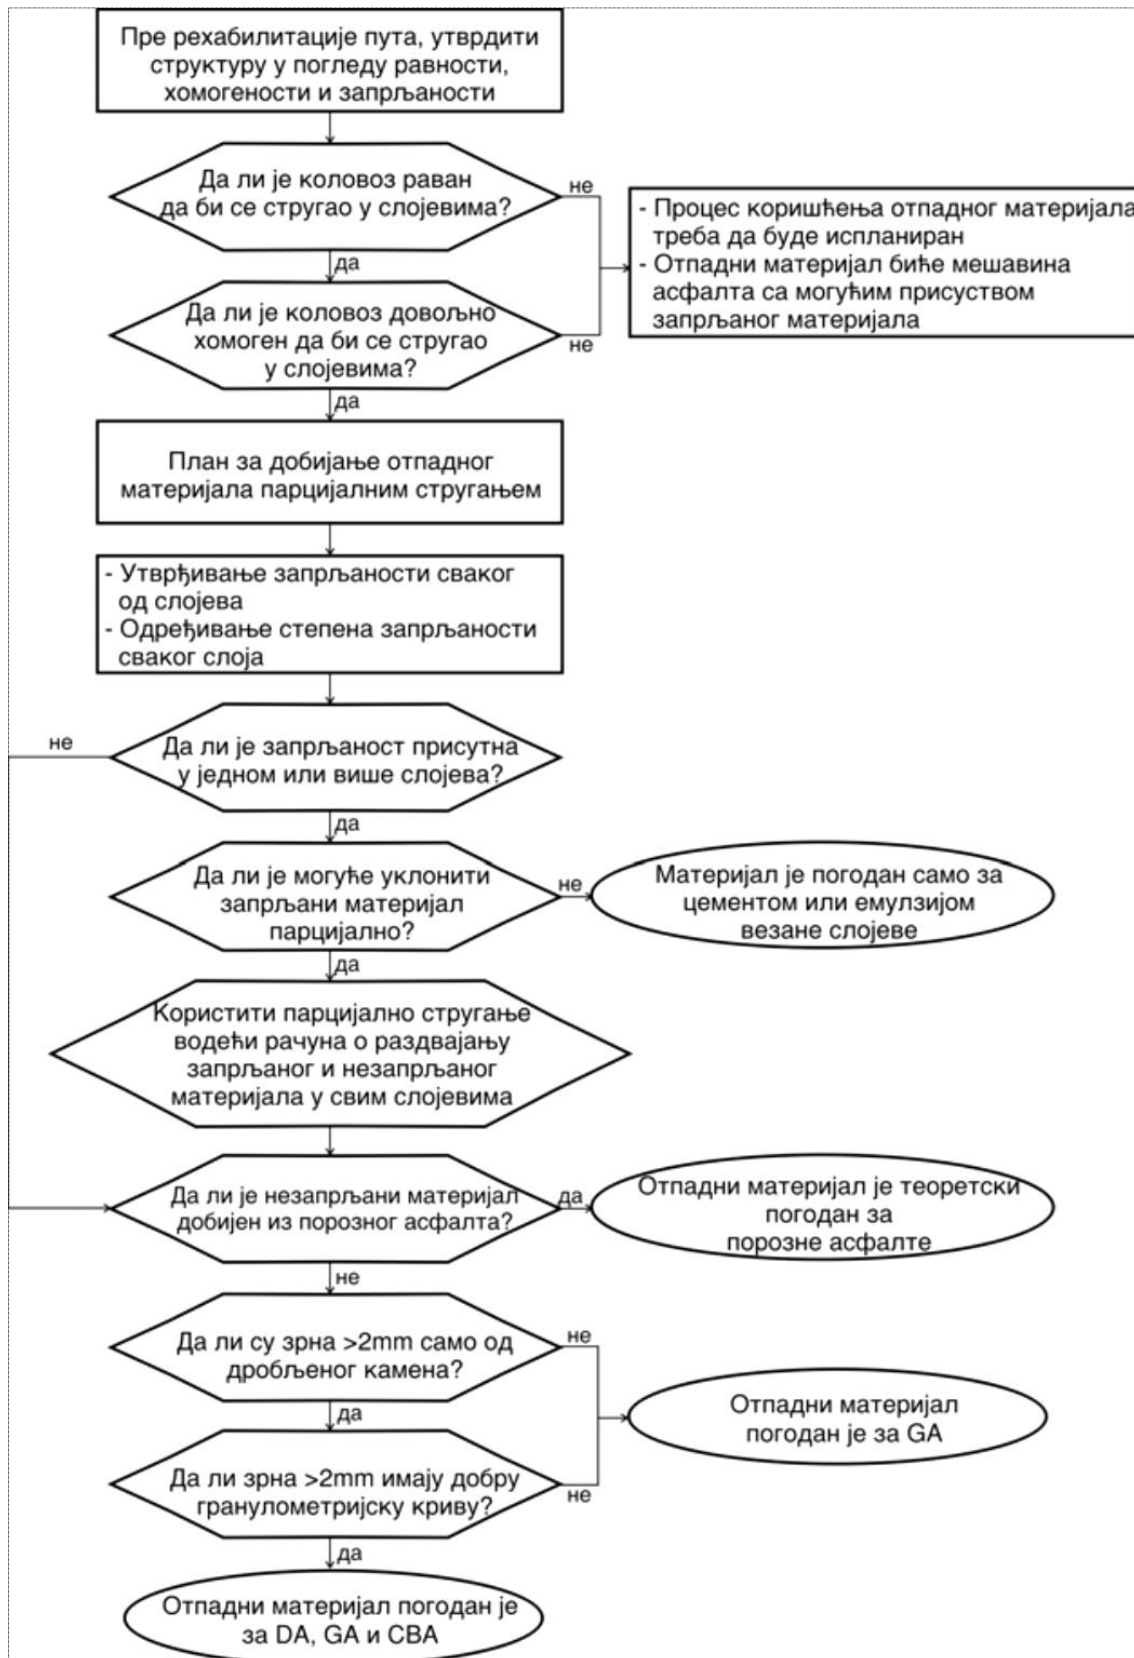 Пре рехабилитације пута, утврдити
структуру у погледу равности,
хомогености и запрљаности
Да ли је коловоз раван
да би се стругао у слојевима?
не
- Процес коришћења отпадног материјала
треба да буде испланиран
- Отпадни материјал биће мешавина
асфалта са могућим присуством
запрљаног материјала
да
Да ли је коловоз довољно
хомоген да би се стругао
у слојевима?
не
да
План за добијање отпадног
материјала парцијалним стругањем
- Утврђивање запрљаности сваког
од слојева
- Одређивање степена запрљаности
сваког слоја
не
Да ли је запрљаност присутна
у једном или више слојева?
да
Да ли је могуће уклонити
запрљани материјал
парцијално?
не
Материјал је погодан само за
цементом или емулзијом
везане слојеве
да
Користити парцијално стругање
водећи рачуна о раздвајању
запрљаног и незапрљаног
материјала у свим слојевима
Да ли је незапрљани материјал
добијен из порозног асфалта?
да
Отпадни материјал је теоретски
погодан за
порозне асфалте
не
Да ли су зрна >2mm само од
дробљеног камена?
не
Отпадни материјал
погодан је за GA
да
Да ли зрна >2mm имају добру
гранулометријску криву?
не
да
Отпадни материјал погодан је
за DA, GA и CBA